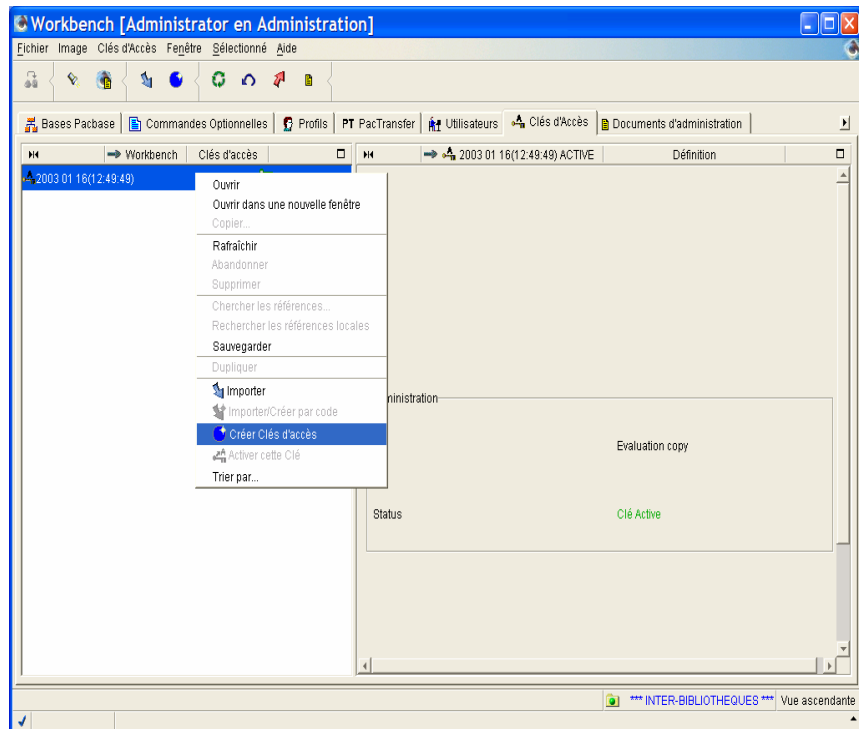 Workbench [Administrator en Administration]
Fichier Image Clés d'Accès Fenêtre Sélectionné Aide
Bases Pacbase Commandes Optionnelles Profils PT PacTransfer Utilisateurs Clés d'Accès Documents d'administration
Workbench Clés d'accès
2003 01 16(12:49:49) ACTIVE Définition
2003 01 16(12:49:49)
Ouvrir
Ouvrir dans une nouvelle fenêtre
Copier...
Rafraîchir
Abandonner
Supprimer
Chercher les références...
Rechercher les références locales
Sauvegarder
Dupliquer
Importer
Importer/Créer par code
Créer Clés d'accès
Activer cette Clé
Trier par...
ministration
Evaluation copy
Status Clé Active
*** INTER-BIBLIOTHEQUES *** Vue ascendante